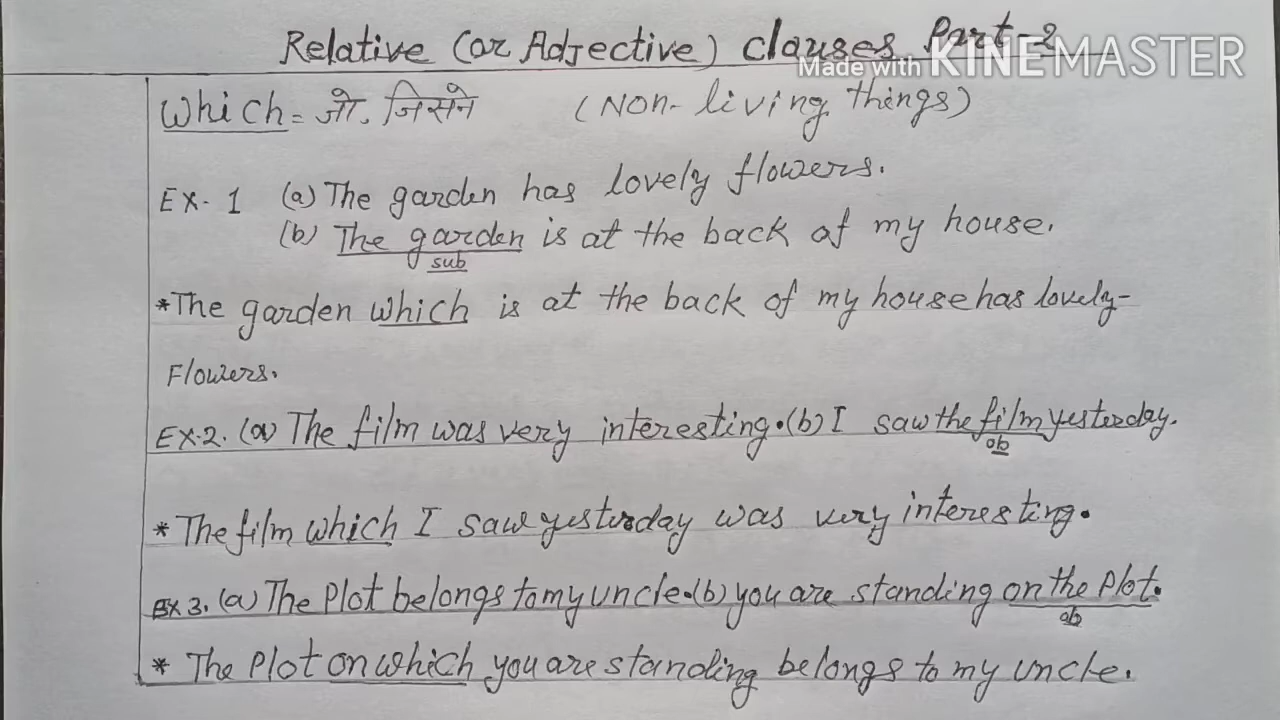 Relative (or Adjective) Clauses Part-2
Made with KINEMASTER
Which = जो, जिसने (Non-living things)
Ex. 1 (a) The garden has lovely flowers.
(b) The garden is at the back of my house.
sub
*The garden which is at the back of my house has lovely-
Flowers.
Ex.2. (a) The film was very interesting. (b) I saw the film yesterday.
ob
* The film which I saw yesterday was very interesting.
Ex 3. (a) The Plot belongs to my uncle. (b) you are standing on the Plot.
ob
* The Plot on which you are standing belongs to my uncle.